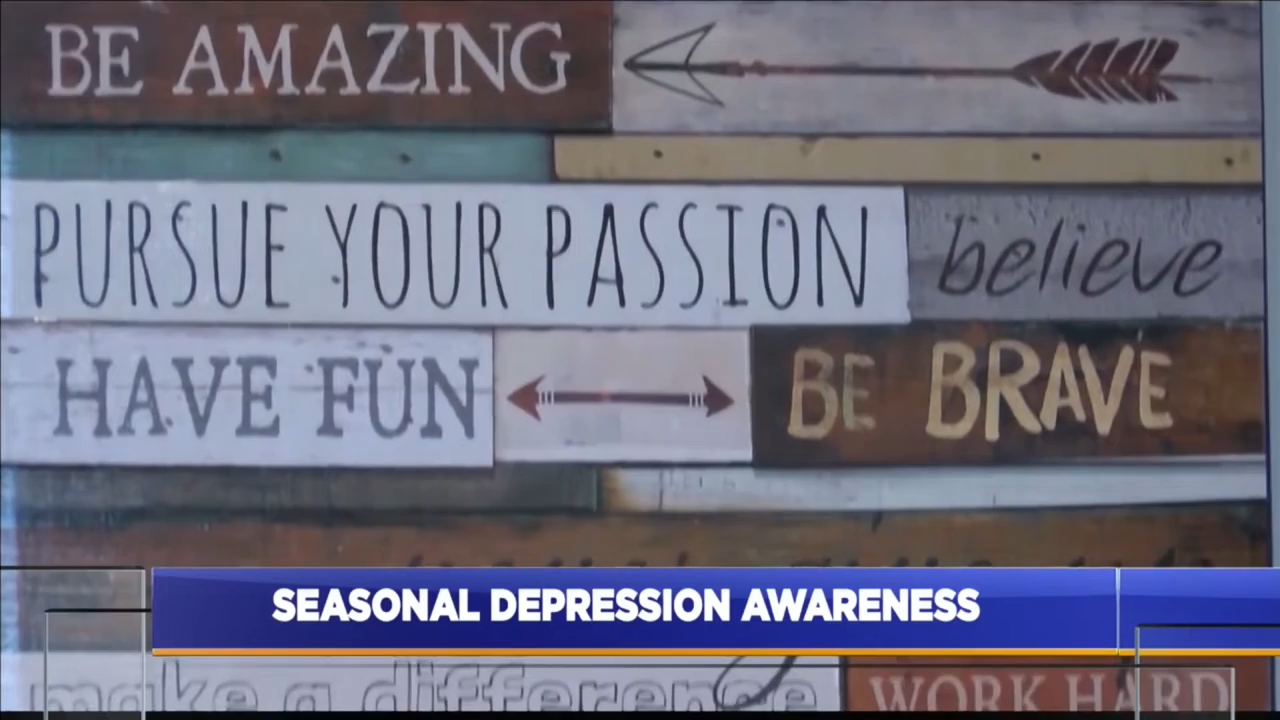 BE AMAZING
PURSUE YOUR PASSION believe
HAVE FUN BE BRAVE
SEASONAL DEPRESSION AWARENESS
make a difference WORK HARD